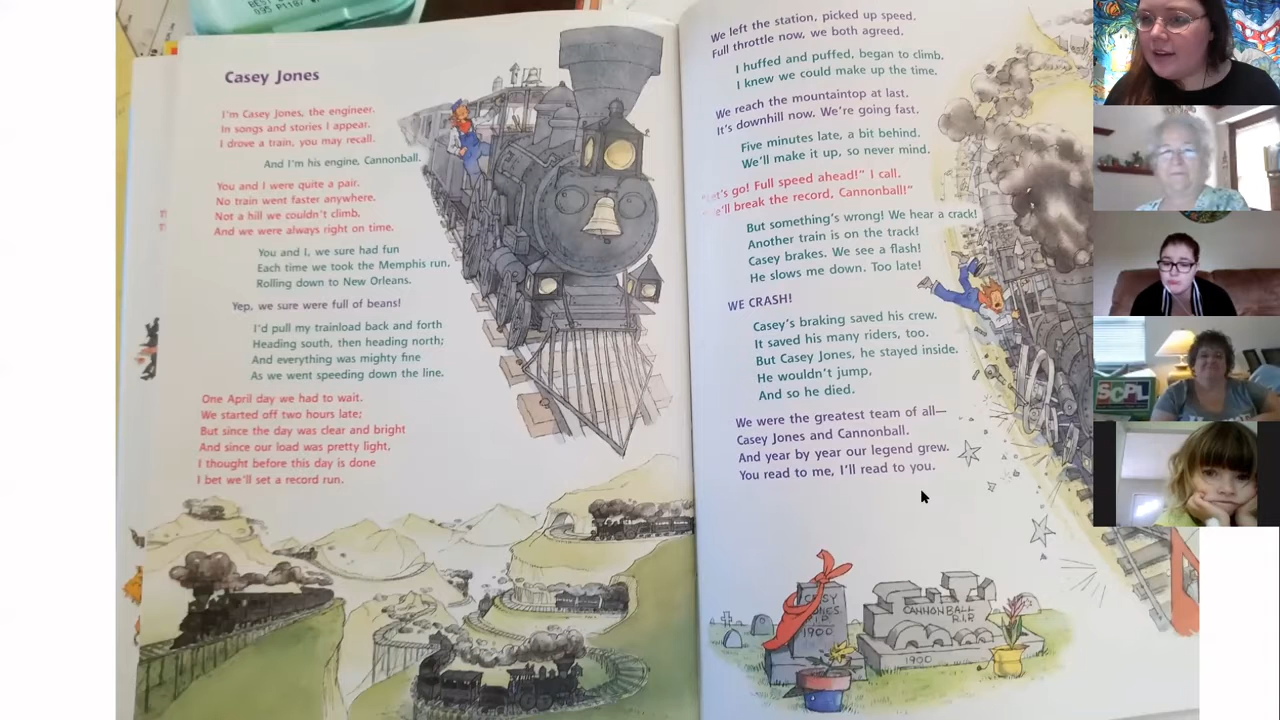 Casey Jones
I'm Casey Jones, the engineer.
In songs and stories I appear.
I drove a train, you may recall.
And I'm his engine, Cannonball.
You and I were quite a pair.
No train went faster anywhere.
Not a hill we couldn't climb,
And we were always right on time.
You and I, we sure had fun
Each time we took the Memphis run.
Rolling down to New Orleans.
Yep, we sure were full of beans!
I'd pull my trainload back and forth
Heading south, then heading north;
And everything was mighty fine
As we went speeding down the line.
One April day we had to wait.
We started off two hours late;
But since the day was clear and bright
And since our load was pretty light,
I thought before this day is done
I bet we'll set a record run.
We left the station, picked up speed.
Full throttle now, we both agreed.
I huffed and puffed, began to climb.
I knew we could make up the time.
We reach the mountaintop at last.
It's downhill now. We're going fast.
Five minutes late, a bit behind.
We'll make it up, so never mind.
"Let's go! Full speed ahead!" I call.
"We'll break the record, Cannonball!"
But something's wrong! We hear a crack!
Another train is on the track!
Casey brakes. We see a flash!
He slows me down. Too late!
WE CRASH!
Casey's braking saved his crew.
It saved his many riders, too.
But Casey Jones, he stayed inside.
He wouldn't jump,
And so he died.
We were the greatest team of all—
Casey Jones and Cannonball.
And year by year our legend grew.
You read to me, I'll read to you.
JONES
1900
CANNONBALL
R.I.P.
1900
SCPL